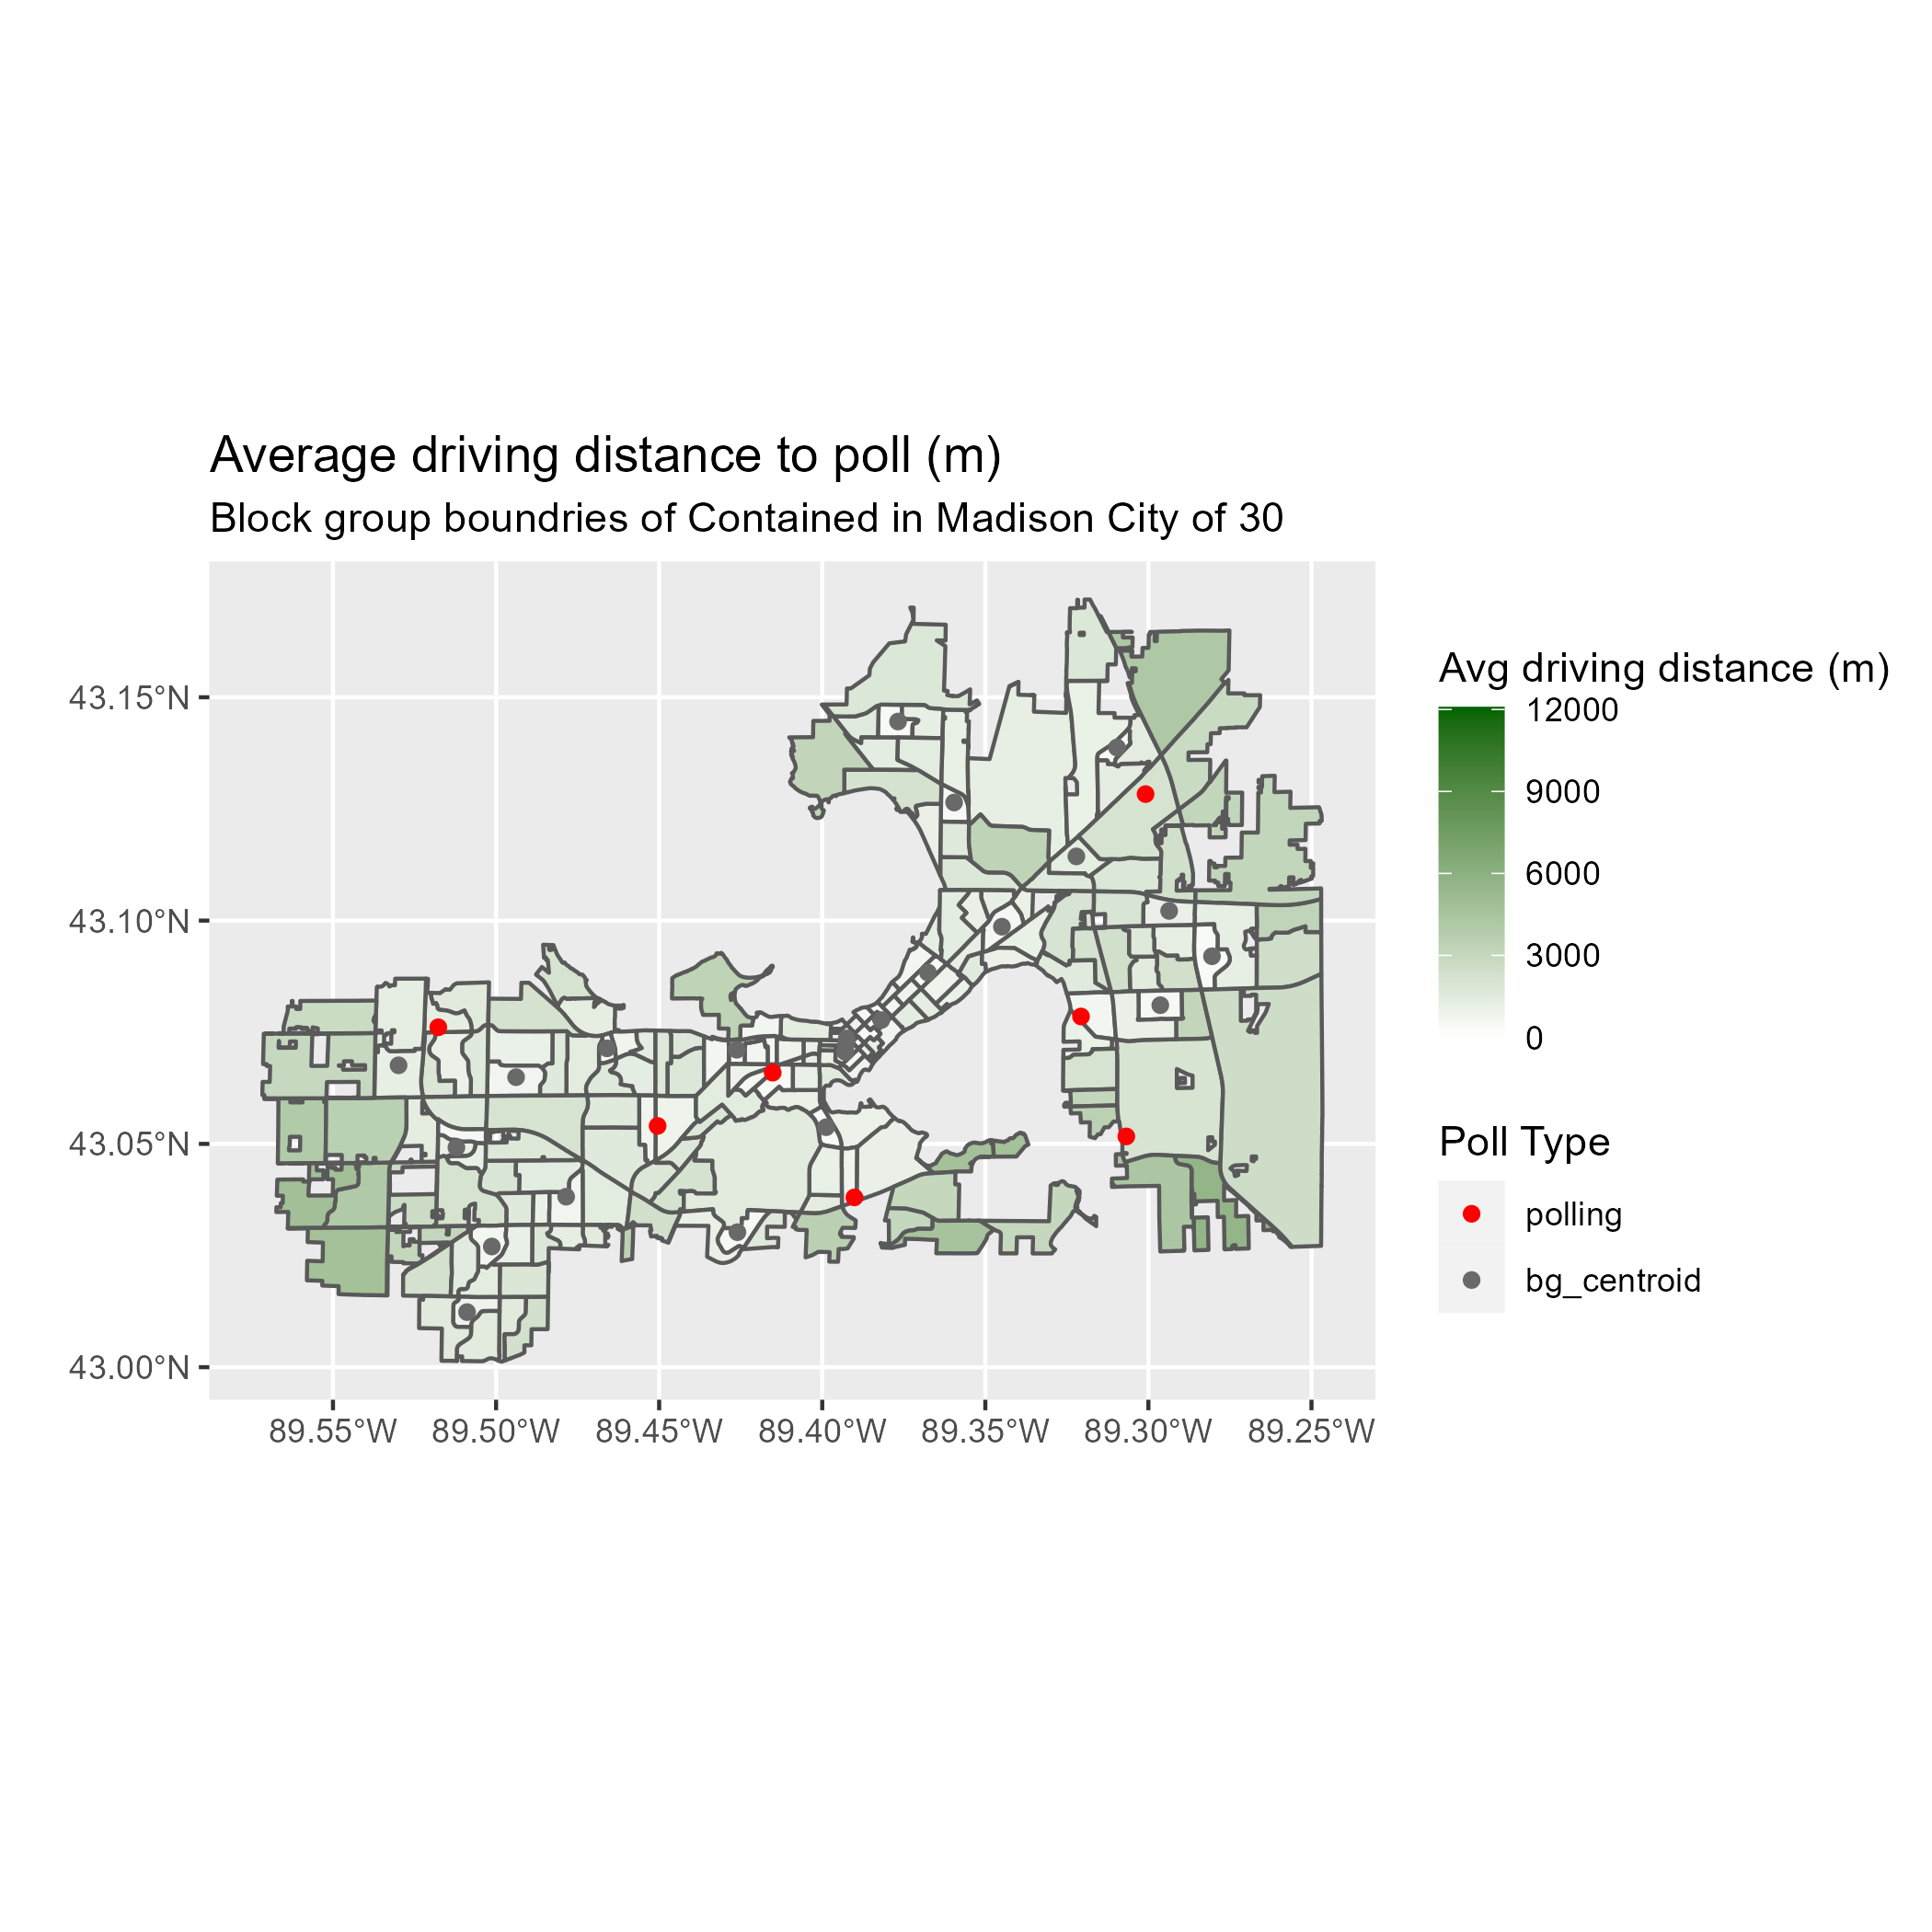 Average driving distance to poll (m)
Block group boundries of Contained in Madison City of 30
43.15°N
43.10°N
43.05°N
43.00°N
89.55°W
89.50°W
89.45°W
89.40°W
89.35°W
89.30°W
89.25°W
Avg driving distance (m)
12000
9000
6000
3000
0
Poll Type
polling
bg_centroid